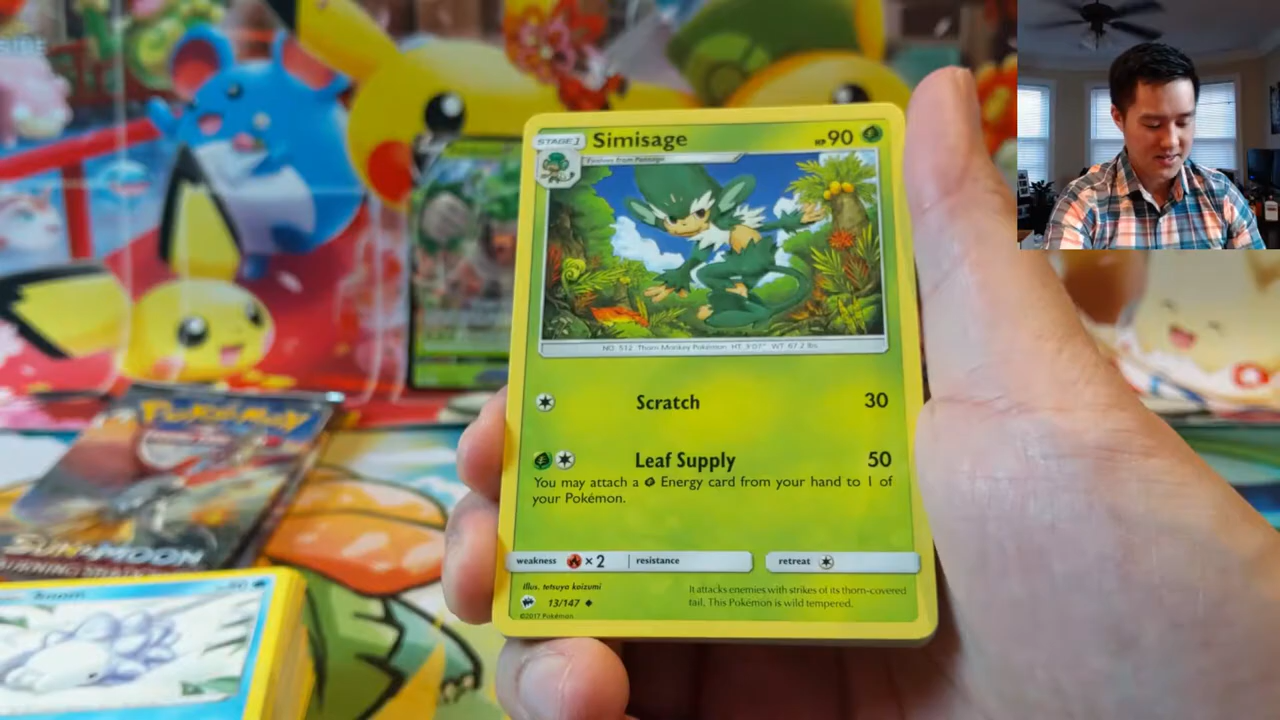 STAGE 1 Simisage HP 90
Evolves from Pansage
NO. 512 Thorn Monkey Pokémon HT: 3'07" WT: 67.2 lbs
Scratch 30
Leaf Supply 50
You may attach a Energy card from your hand to 1 of
your Pokémon.
weakness ×2 resistance retreat
Illus. tetsuya koizumi
13/147
©2017 Pokémon
It attacks enemies with strikes of its thorn-covered
tail. This Pokémon is wild tempered.
POKÉMON
SUN & MOON